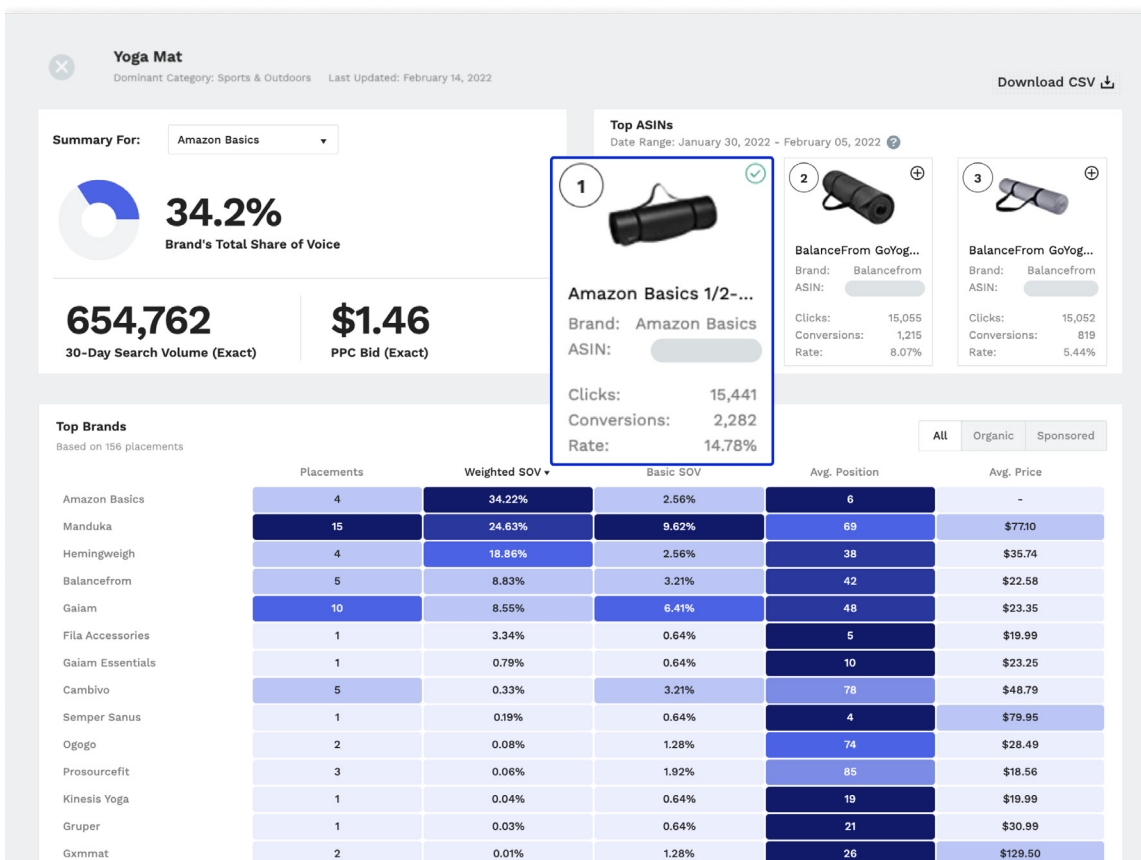 Yoga Mat
Dominant Category: Sports & Outdoors Last Updated: February 14, 2022
Download CSV
Summary For: Amazon Basics
34.2%
Brand's Total Share of Voice
654,762
30-Day Search Volume (Exact)
$1.46
PPC Bid (Exact)
Top ASINs
Date Range: January 30, 2022 - February 05, 2022 ?
1
Amazon Basics 1/2-...
Brand: Amazon Basics
ASIN:
Clicks: 15,441
Conversions: 2,282
Rate: 14.78%
2
BalanceFrom GoYog...
Brand: Balancefrom
ASIN:
Clicks: 15,055
Conversions: 1,215
Rate: 8.07%
3
BalanceFrom GoYog...
Brand: Balancefrom
ASIN:
Clicks: 15,052
Conversions: 819
Rate: 5.44%
Top Brands
Based on 156 placements
All Organic Sponsored
Placements Weighted SOV Basic SOV Avg. Position Avg. Price
Amazon Basics 4 34.22% 2.56% 6 -
Manduka 15 24.63% 9.62% 69 $77.10
Hemingweigh 4 18.86% 2.56% 38 $35.74
Balancefrom 5 8.83% 3.21% 42 $22.58
Gaiam 10 8.55% 6.41% 48 $23.35
Fila Accessories 1 3.34% 0.64% 5 $19.99
Gaiam Essentials 1 0.79% 0.64% 10 $23.25
Cambivo 5 0.33% 3.21% 78 $48.79
Semper Sanus 1 0.19% 0.64% 4 $79.95
Ogogo 2 0.08% 1.28% 74 $28.49
Prosourcefit 3 0.06% 1.92% 85 $18.56
Kinesis Yoga 1 0.04% 0.64% 19 $19.99
Gruper 1 0.03% 0.64% 21 $30.99
Gxmmat 2 0.01% 1.28% 26 $129.50